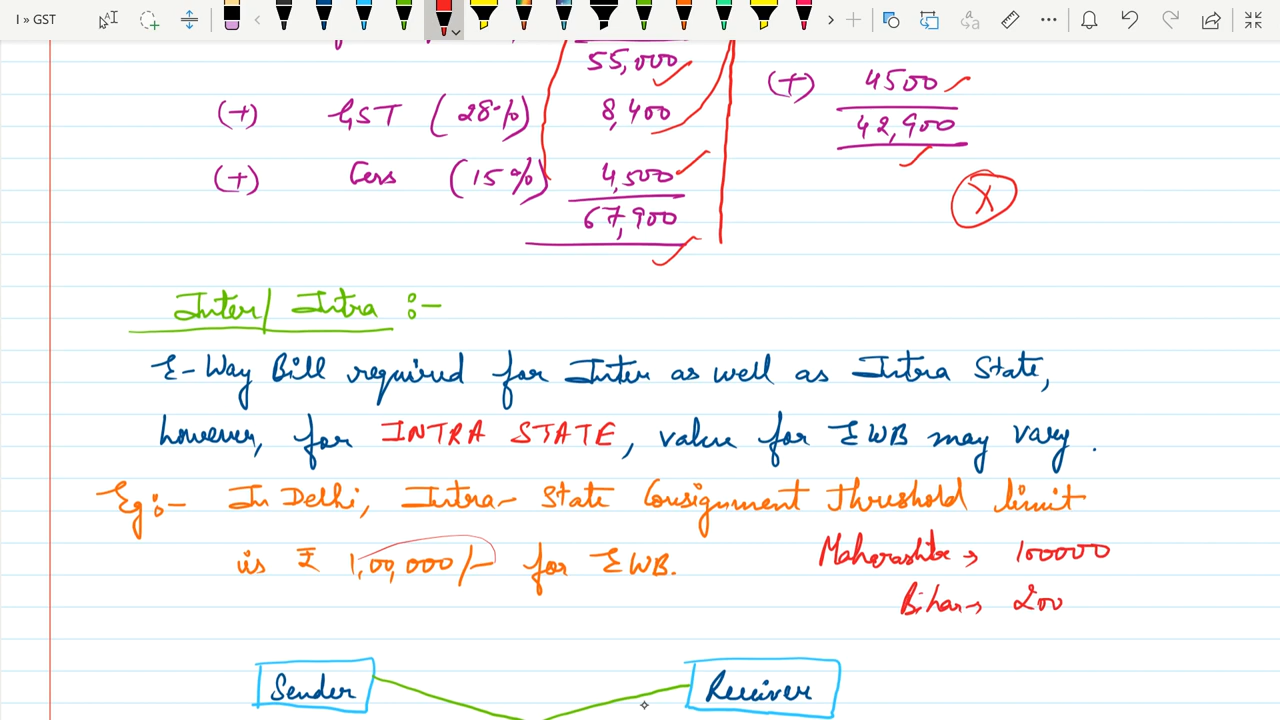 I » GST
55,000
(+) 4500
(+) GST (28%) 8,400
42,900
(+) Cess (15%) 4,500
X
67,900
Inter/Intra :-
E-Way Bill required for Inter as well as Intra State,
however, for INTRA STATE, value for EWB may vary.
Eg:- In Delhi, Intra-State Consignment Threshold limit
is ₹ 1,00,000/- for EWB.
Maharashtra → 100000
Bihar → 200
Sender
Receiver